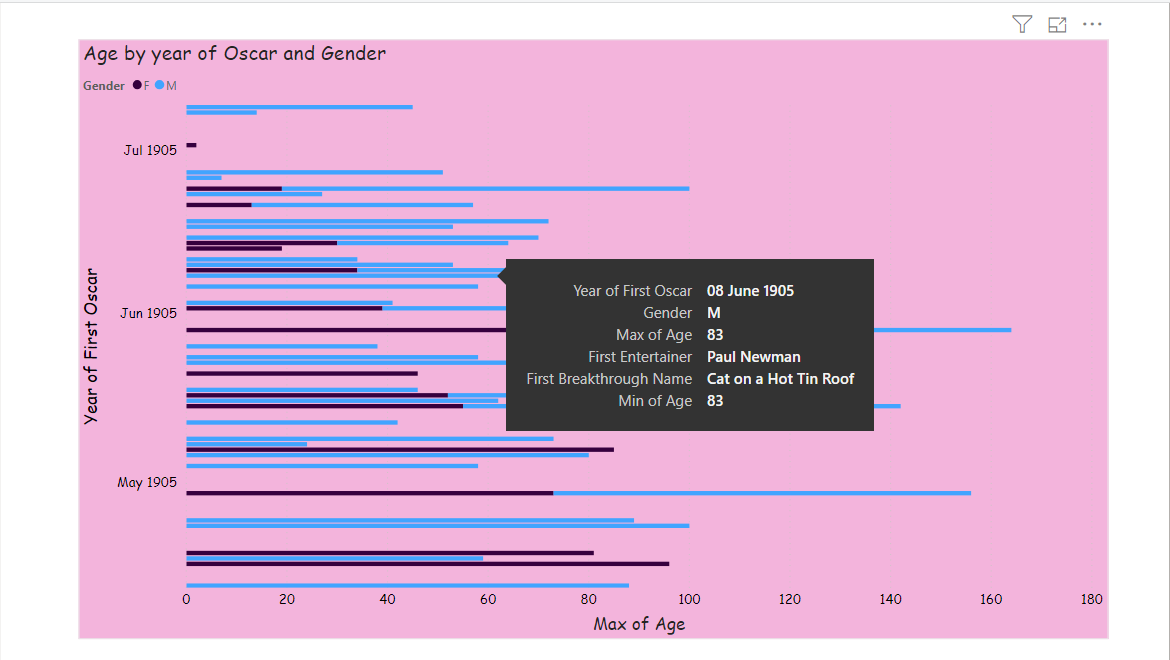 Age by year of Oscar and Gender
Gender F M
Year of First Oscar
Jul 1905
Jun 1905
May 1905
Year of First Oscar 08 June 1905
Gender M
Max of Age 83
First Entertainer Paul Newman
First Breakthrough Name Cat on a Hot Tin Roof
Min of Age 83
0 20 40 60 80 100 120 140 160 180
Max of Age